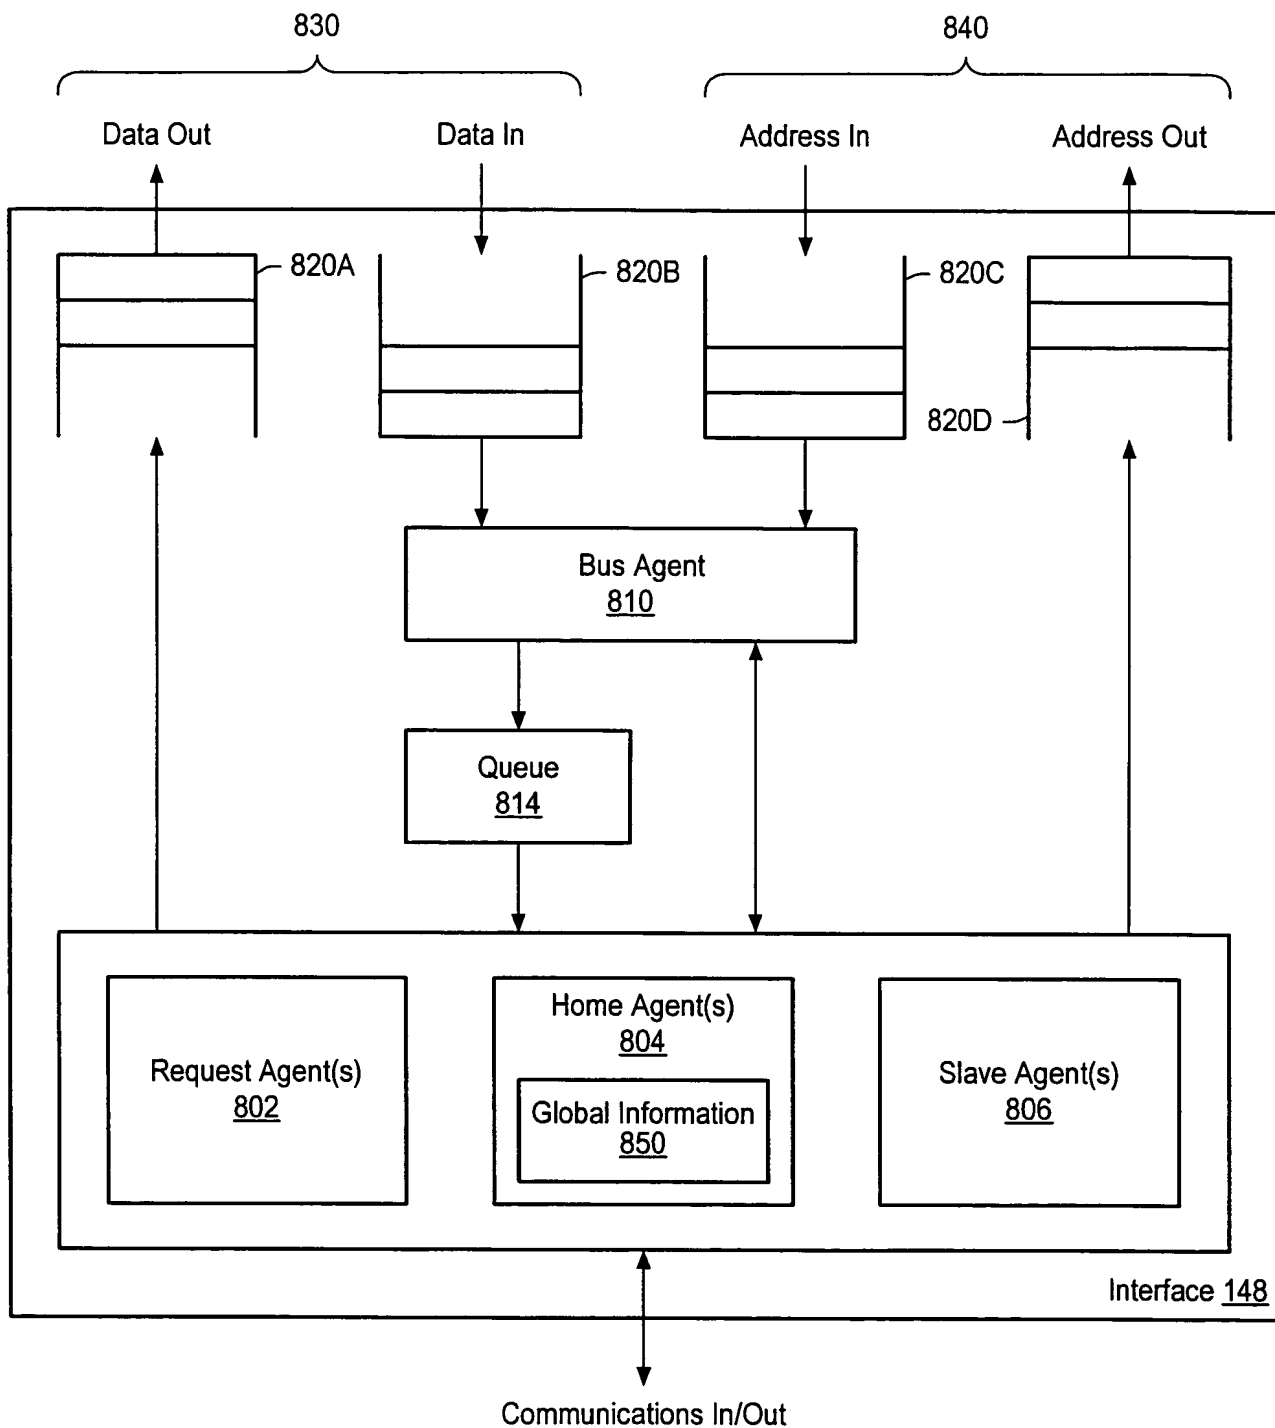 830
840
Data Out
Data In
Address In
Address Out
820A
820B
820C
820D
Bus Agent
810
Queue
814
Request Agent(s)
802
Home Agent(s)
804
Global Information
850
Slave Agent(s)
806
Interface 148
Communications In/Out